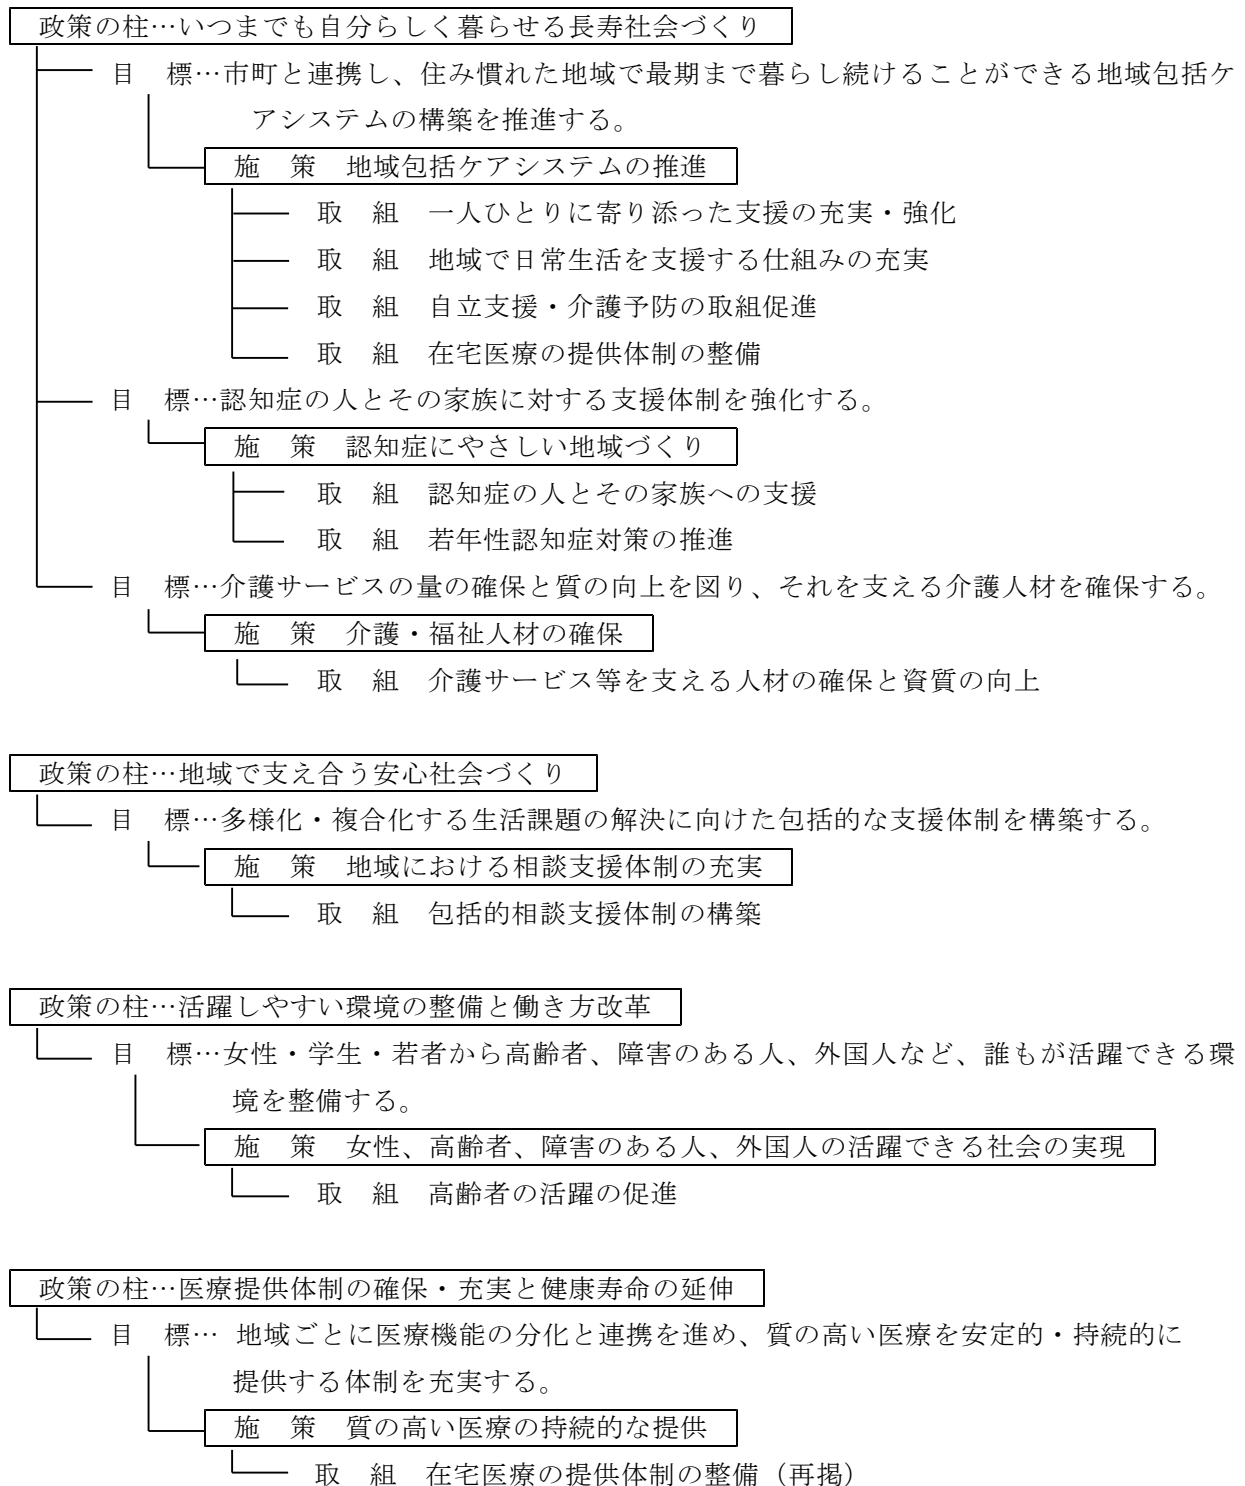 政策の柱…いつまでも自分らしく暮らせる長寿社会づくり
目　標…市町と連携し、住み慣れた地域で最期まで暮らし続けることができる地域包括ケ
アシステムの構築を推進する。
施　策　地域包括ケアシステムの推進
取　組　一人ひとりに寄り添った支援の充実・強化
取　組　地域で日常生活を支援する仕組みの充実
取　組　自立支援・介護予防の取組促進
取　組　在宅医療の提供体制の整備
目　標…認知症の人とその家族に対する支援体制を強化する。
施　策　認知症にやさしい地域づくり
取　組　認知症の人とその家族への支援
取　組　若年性認知症対策の推進
目　標…介護サービスの量の確保と質の向上を図り、それを支える介護人材を確保する。
施　策　介護・福祉人材の確保
取　組　介護サービス等を支える人材の確保と資質の向上
政策の柱…地域で支え合う安心社会づくり
目　標…多様化・複合化する生活課題の解決に向けた包括的な支援体制を構築する。
施　策　地域における相談支援体制の充実
取　組　包括的相談支援体制の構築
政策の柱…活躍しやすい環境の整備と働き方改革
目　標…女性・学生・若者から高齢者、障害のある人、外国人など、誰もが活躍できる環
境を整備する。
施　策　女性、高齢者、障害のある人、外国人の活躍できる社会の実現
取　組　高齢者の活躍の促進
政策の柱…医療提供体制の確保・充実と健康寿命の延伸
目　標… 地域ごとに医療機能の分化と連携を進め、質の高い医療を安定的・持続的に
提供する体制を充実する。
施　策　質の高い医療の持続的な提供
取　組　在宅医療の提供体制の整備（再掲）